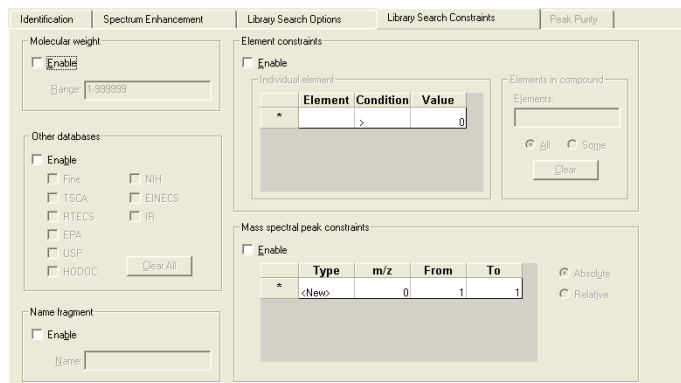 Identification Spectrum Enhancement Library Search Options Library Search Constraints Peak Purity
Molecular weight
Enable
Range: 1-999999
Other databases
Enable
Fine NIH
TSCA EINECS
RTECS IR
EPA
USP
HODOC Clear All
Name fragment
Enable
Name:
Element constraints
Enable
Individual element
Element Condition Value
* > 0
Elements in compound
Elements:
All Some
Clear
Mass spectral peak constraints
Enable
Type m/z From To
* <New> 0 1 1
Absolute
Relative